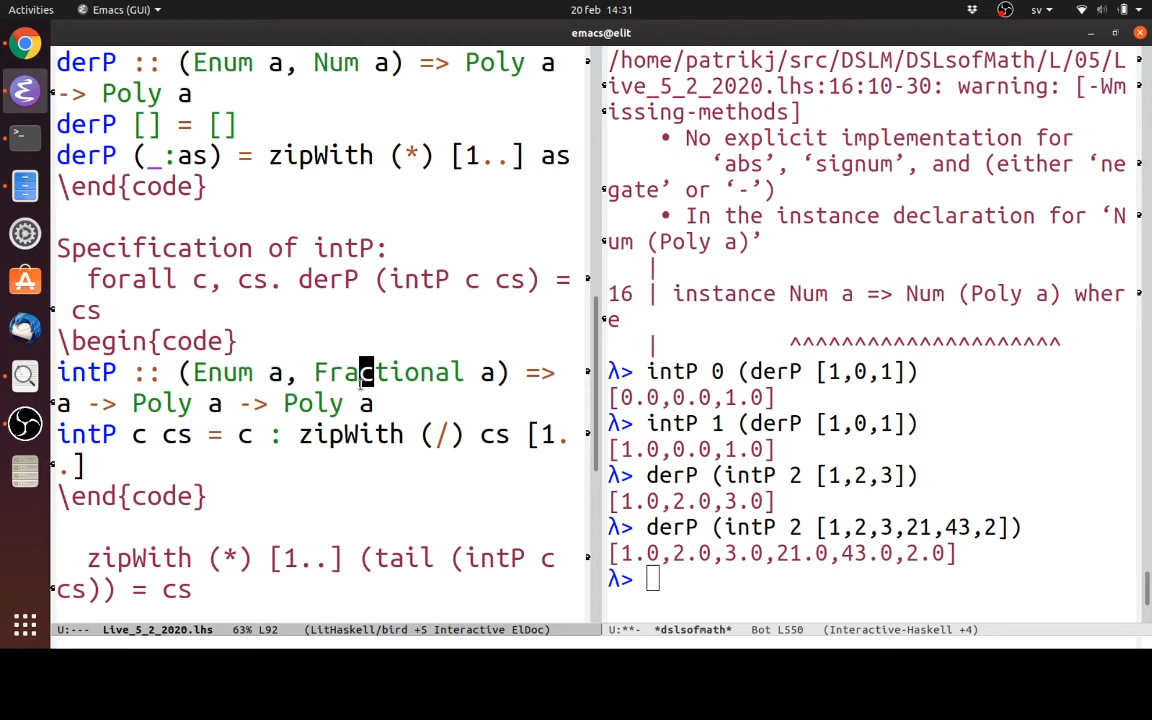 Activities Emacs (GUI) 20 feb 14:31 sv
emacs@elit
derP :: (Enum a, Num a) => Poly a
-> Poly a
derP [] = []
derP (_:as) = zipWith (*) [1..] as
\end{code}
Specification of intP:
forall c, cs. derP (intP c cs) =
cs
\begin{code}
intP :: (Enum a, Fractional a) =>
a -> Poly a -> Poly a
intP c cs = c : zipWith (/) cs [1.
.]
\end{code}
zipWith (*) [1..] (tail (intP c
cs)) = cs
U:--- Live_5_2_2020.lhs 63% L92 (LitHaskell/bird +5 Interactive ElDoc)
/home/patrikj/src/DSLM/DSLsofMath/L/05/L
ive_5_2_2020.lhs:16:10-30: warning: [-Wm
issing-methods]
• No explicit implementation for
‘abs’, ‘signum’, and (either ‘ne
gate’ or ‘-’)
• In the instance declaration for ‘N
um (Poly a)’
|
16 | instance Num a => Num (Poly a) wher
e
| ^^^^^^^^^^^^^^^^^^^^^
λ> intP 0 (derP [1,0,1])
[0.0,0.0,1.0]
λ> intP 1 (derP [1,0,1])
[1.0,0.0,1.0]
λ> derP (intP 2 [1,2,3])
[1.0,2.0,3.0]
λ> derP (intP 2 [1,2,3,21,43,2])
[1.0,2.0,3.0,21.0,43.0,2.0]
λ>
U:**- *dslsofmath* Bot L550 (Interactive-Haskell +4)